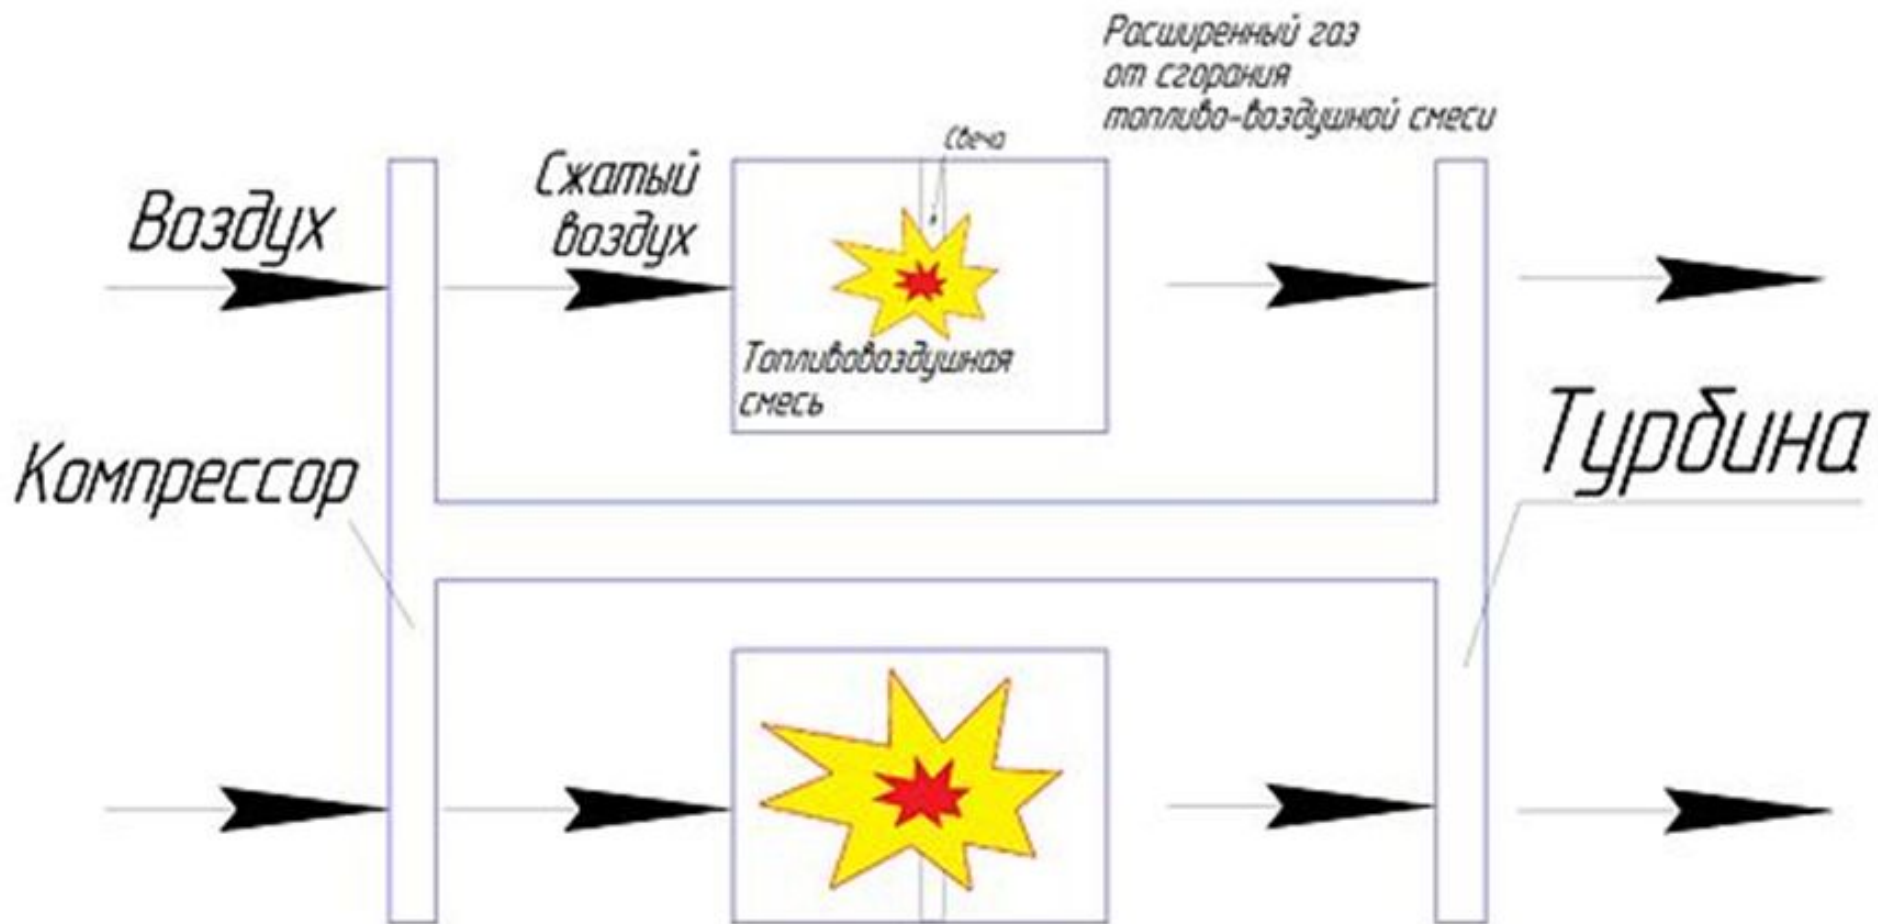 Расширенный газ
от сгорания
топливо-воздушной смеси
Свеча
Сжатый
воздух
Воздух
Топливовоздушная
смесь
Турбина
Компрессор